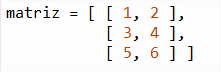 matriz = [ [ 1, 2 ],
[ 3, 4 ],
[ 5, 6 ] ]